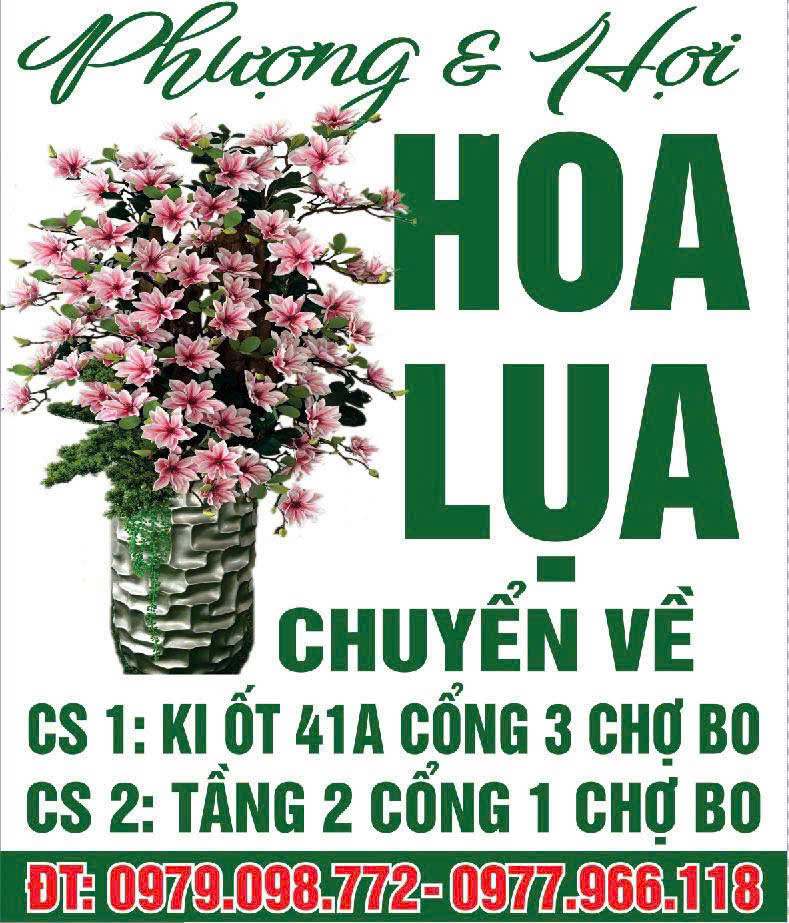 Phượng & Hợi
HOA
LỤA
CHUYỂN VỀ
CS 1: KI ỐT 41A CỔNG 3 CHỢ BO
CS 2: TẦNG 2 CỔNG 1 CHỢ BO
ĐT: 0979.098.772- 0977.966.118